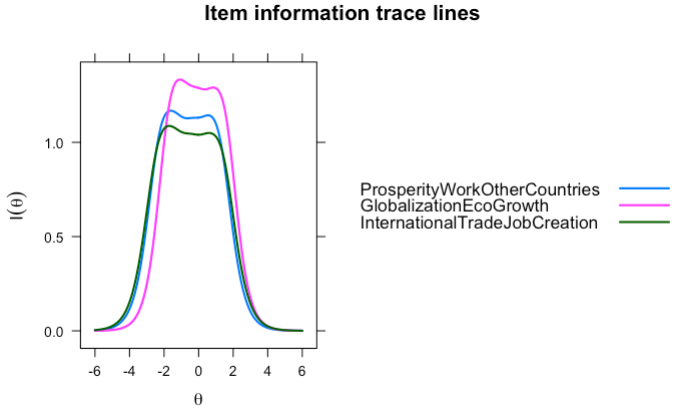 Item information trace lines
I(θ)
1.0
0.5
0.0
-6 -4 -2 0 2 4 6
θ
ProsperityWorkOtherCountries
GlobalizationEcoGrowth
InternationalTradeJobCreation